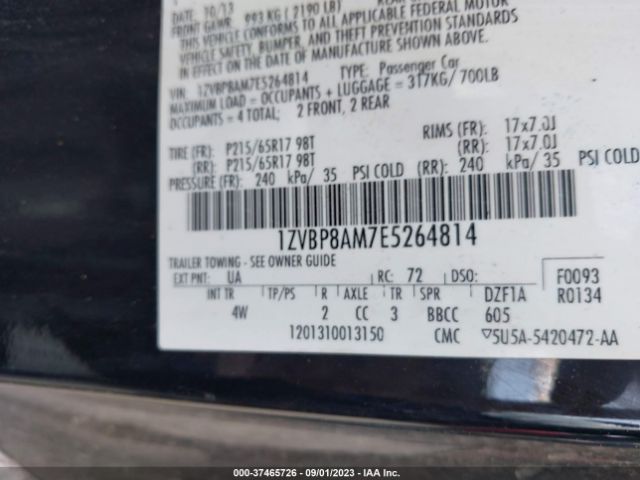 DATE: 10/13
FRONT GAWR: 993 KG ( 2190 LB)
THIS VEHICLE CONFORMS TO ALL APPLICABLE FEDERAL MOTOR
VEHICLE SAFETY, BUMPER, AND THEFT PREVENTION STANDARDS
IN EFFECT ON THE DATE OF MANUFACTURE SHOWN ABOVE.
VIN: 1ZVBP8AM7E5264814 TYPE: Passenger Car
MAXIMUM LOAD = OCCUPANTS + LUGGAGE = 317KG/ 700LB
OCCUPANTS = 4 TOTAL; 2 FRONT, 2 REAR
TIRE (FR): P215/65R17 98T RIMS (FR): 17x7.0J
(RR): P215/65R17 98T (RR): 17x7.0J
PRESSURE (FR): 240 kPa/ 35 PSI COLD (RR): 240 kPa/ 35 PSI COLD
1ZVBP8AM7E5264814
TRAILER TOWING - SEE OWNER GUIDE
EXT PNT: UA RC: 72 DSO: F0093
INT TR TP/PS R AXLE TR SPR DZF1A R0134
4W 2 CC 3 BBCC 605
1201310013150 CMC ▽5U5A-5420472-AA
000-37465726 - 09/01/2023 - IAA Inc.